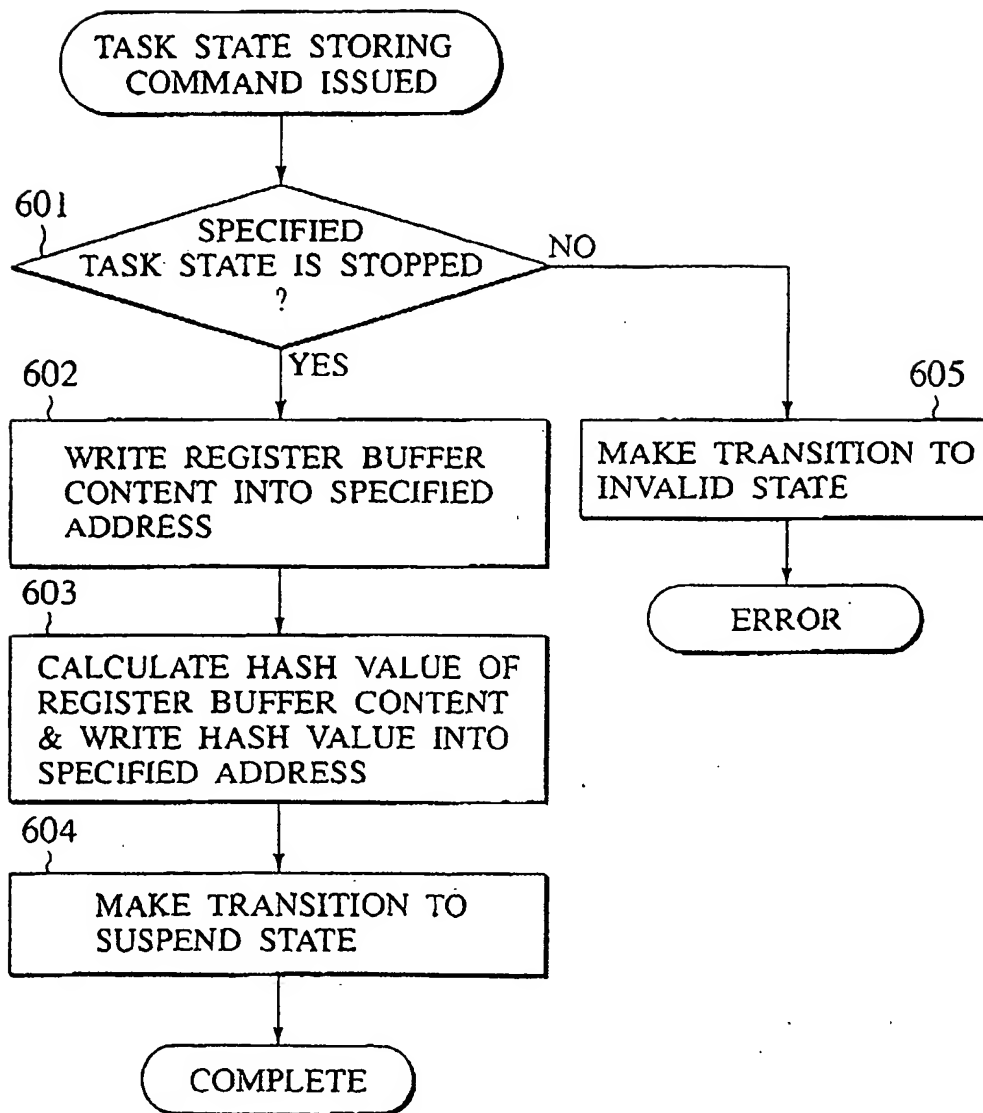 TASK STATE STORING
COMMAND ISSUED
601
SPECIFIED
TASK STATE IS STOPPED
?
NO
YES
602
WRITE REGISTER BUFFER
CONTENT INTO SPECIFIED
ADDRESS
605
MAKE TRANSITION TO
INVALID STATE
603
CALCULATE HASH VALUE OF
REGISTER BUFFER CONTENT
& WRITE HASH VALUE INTO
SPECIFIED ADDRESS
ERROR
604
MAKE TRANSITION TO
SUSPEND STATE
COMPLETE